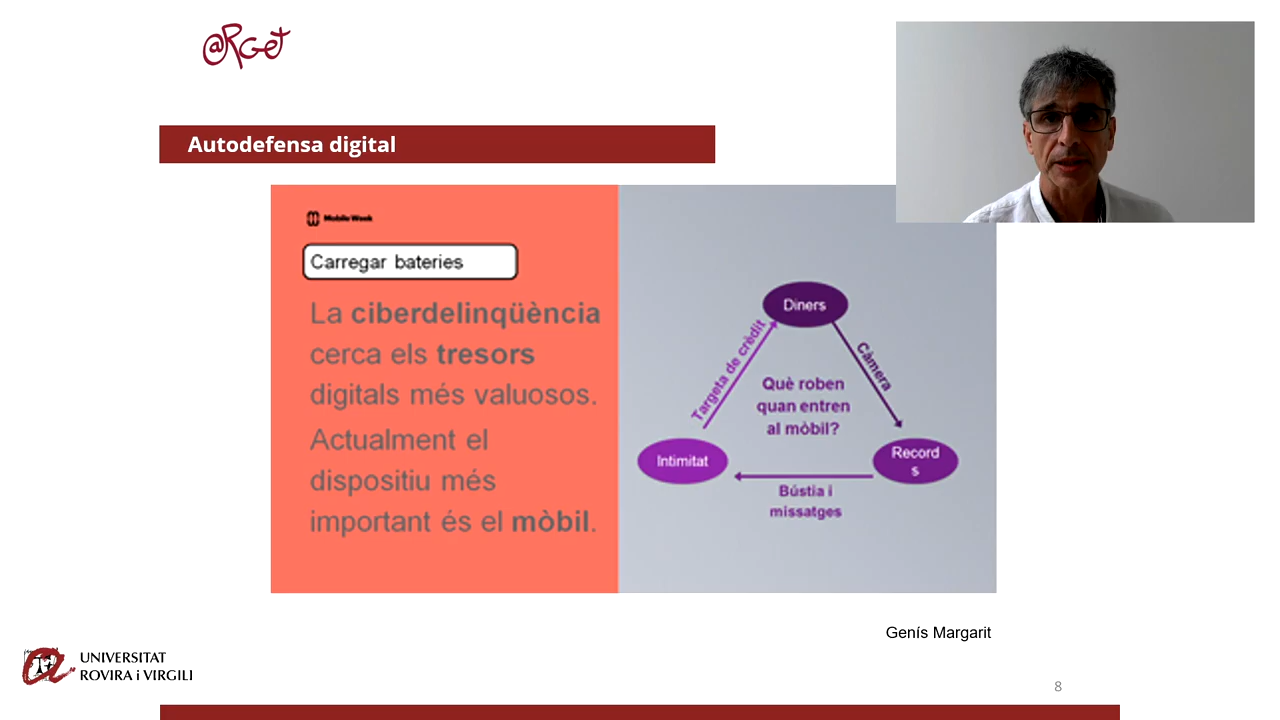 @RGet
Autodefensa digital
Mobile Week
Carregar bateries
La ciberdelinqüència
cerca els tresors
digitals més valuosos.
Actualment el
dispositiu més
important és el mòbil.
Diners
Targeta de crèdit
Càmera
Què roben
quan entren
al mòbil?
Intimitat
Record
s
Bústia i
missatges
Genís Margarit
UNIVERSITAT
ROVIRA i VIRGILI
8